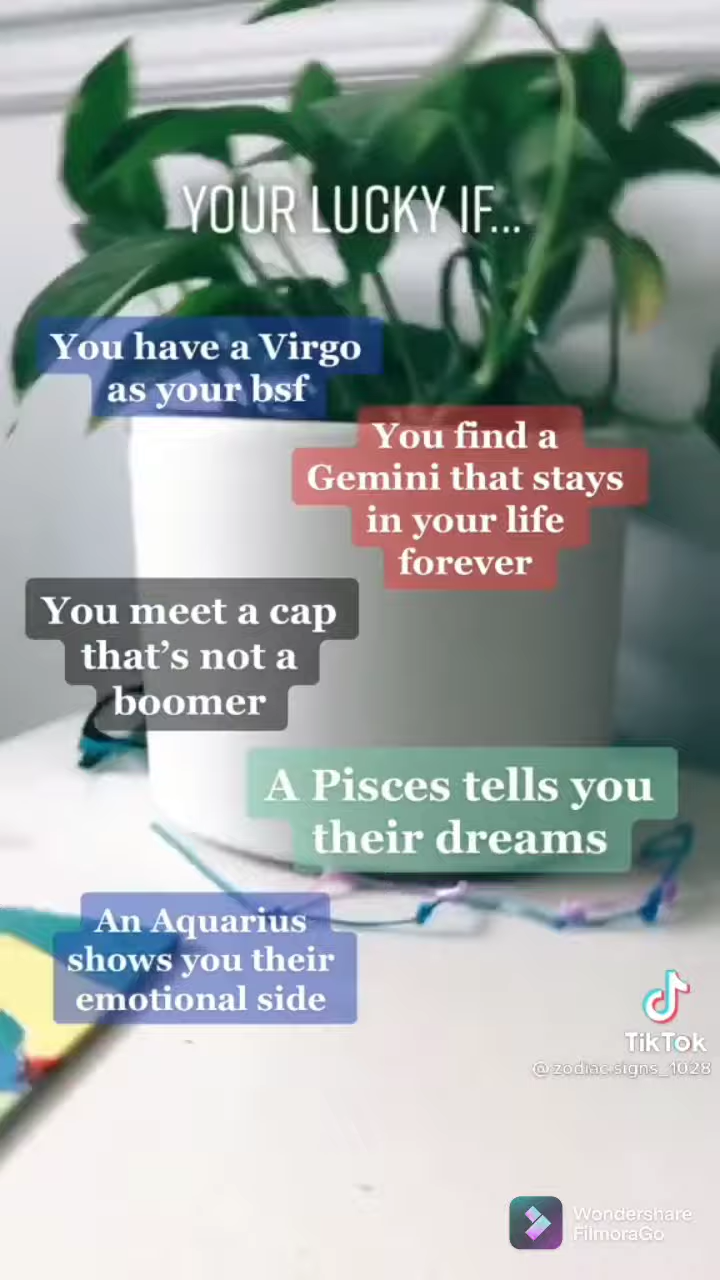 YOUR LUCKY IF...
You have a Virgo
as your bsf
You find a
Gemini that stays
in your life
forever
You meet a cap
that's not a
boomer
A Pisces tells you
their dreams
An Aquarius
shows you their
emotional side
TikTok
@zodiac.signs_1028
Wondershare
FilmoraGo